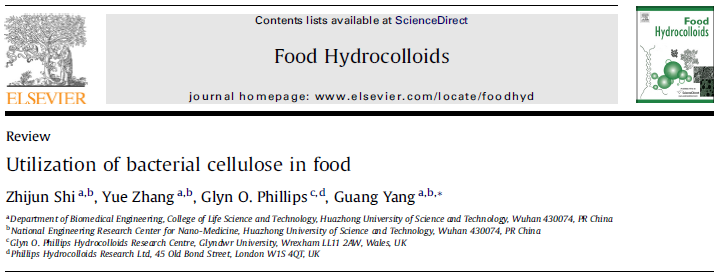 Contents lists available at ScienceDirect
Food Hydrocolloids
journal homepage: www.elsevier.com/locate/foodhyd
ELSEVIER
Food
Hydrocolloids
Review
Utilization of bacterial cellulose in food
Zhijun Shi a,b, Yue Zhang a,b, Glyn O. Phillips c,d, Guang Yang a,b,*
a Department of Biomedical Engineering, College of Life Science and Technology, Huazhong University of Science and Technology, Wuhan 430074, PR China
b National Engineering Research Center for Nano-Medicine, Huazhong University of Science and Technology, Wuhan 430074, PR China
c Glyn O. Phillips Hydrocolloids Research Centre, Glyndwr University, Wrexham LL11 2AW, Wales, UK
d Phillips Hydrocolloids Research Ltd, 45 Old Bond Street, London W1S 4QT, UK